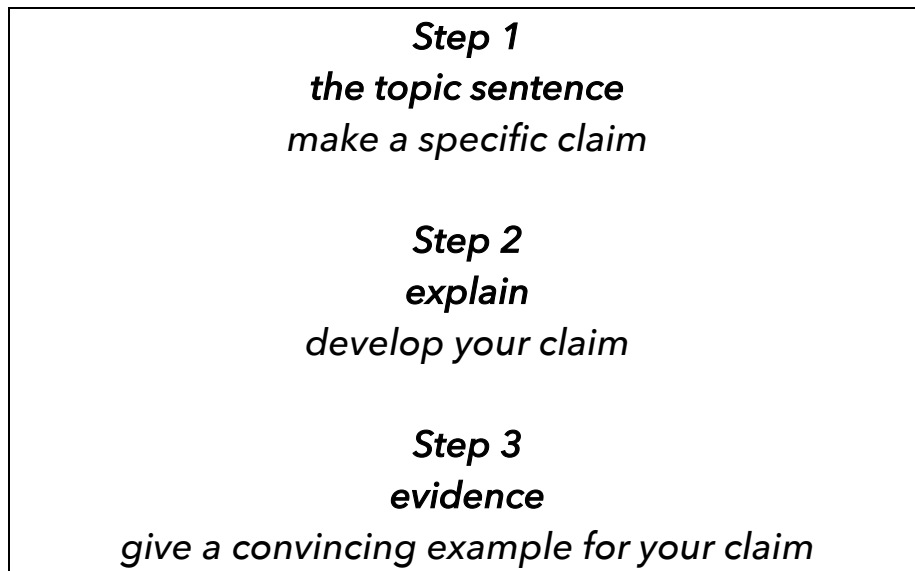 Step 1
the topic sentence
make a specific claim
Step 2
explain
develop your claim
Step 3
evidence
give a convincing example for your claim